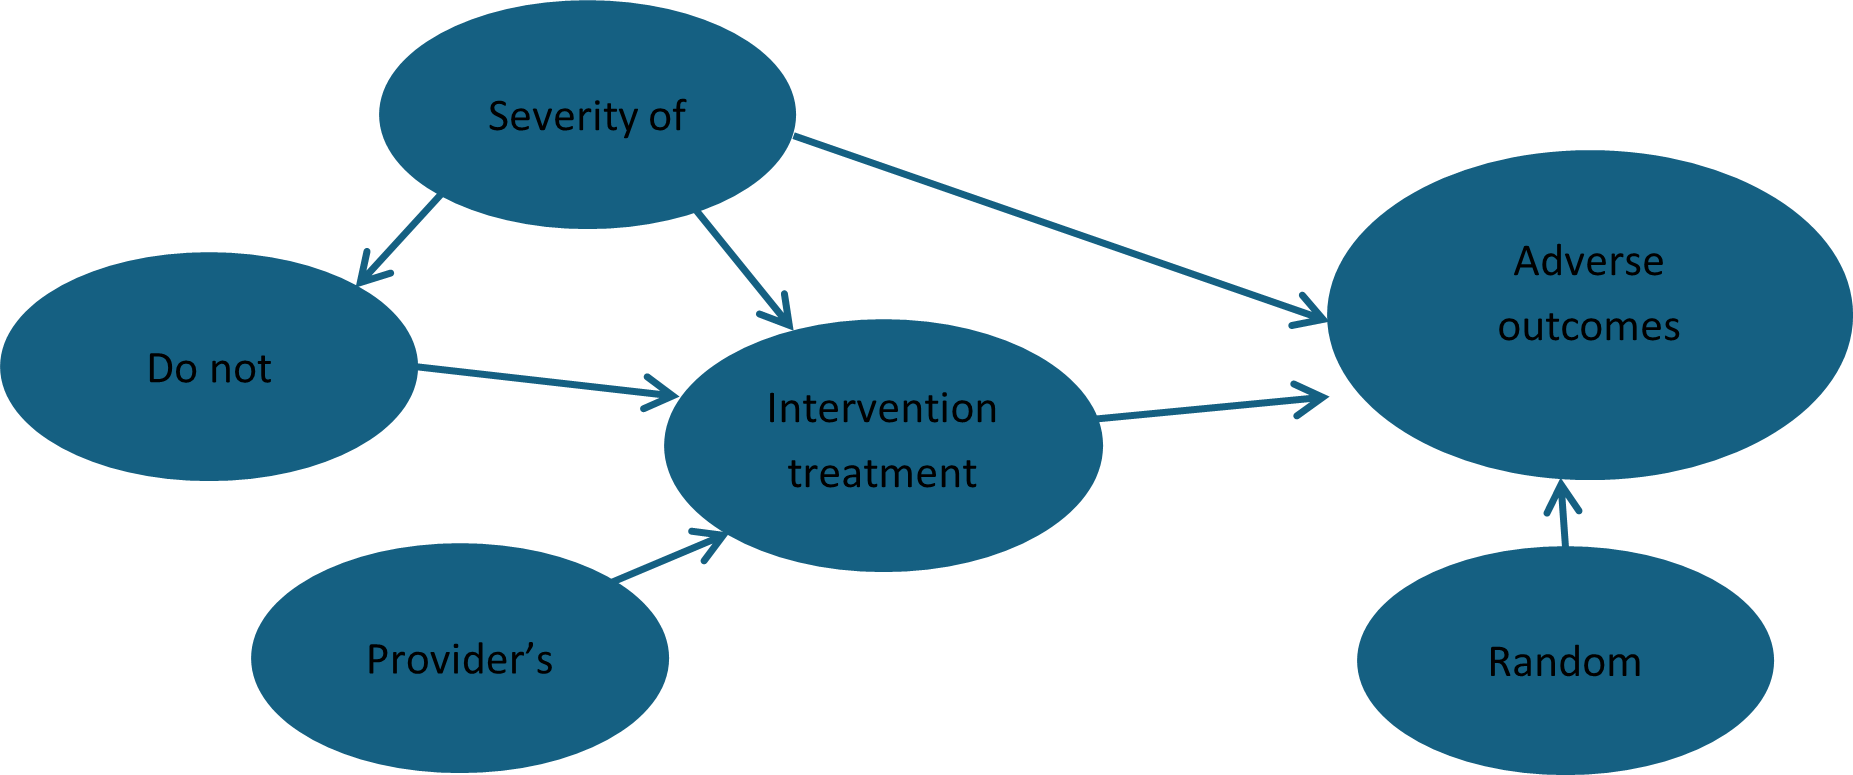 Severity of
Adverse
outcomes
Do not
Intervention
treatment
Provider’s
Random